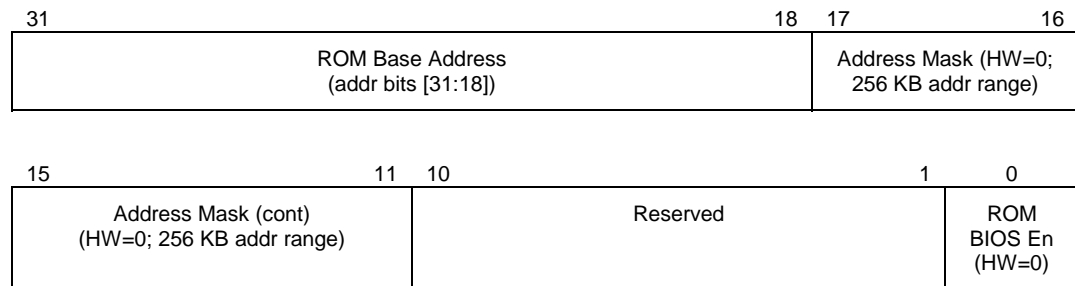 31 18 17 16
ROM Base Address
(addr bits [31:18])
Address Mask (HW=0;
256 KB addr range)
15 11 10 1 0
Address Mask (cont)
(HW=0; 256 KB addr range)
Reserved
ROM
BIOS En
(HW=0)